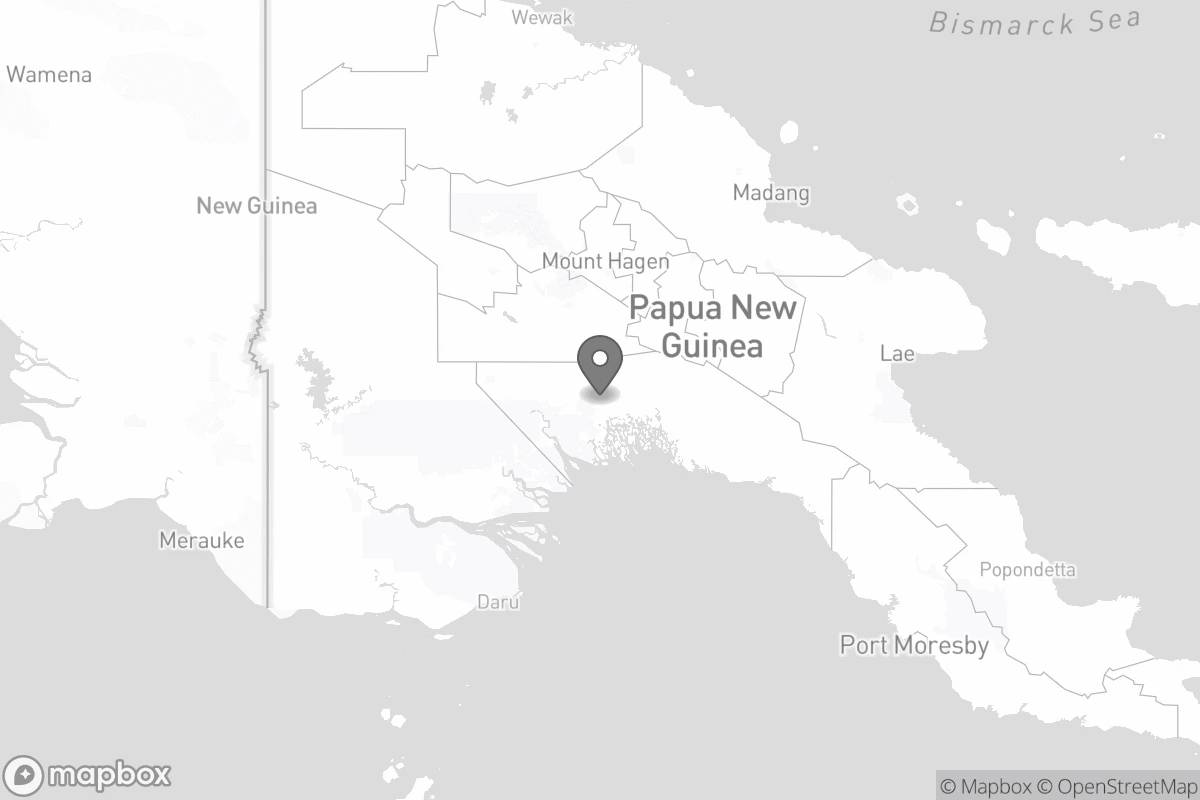 Wewak
Bismarck Sea
Wamena
Madang
New Guinea
Mount Hagen
Papua New
Guinea
Lae
Merauke
Popondetta
Daru
Port Moresby
mapbox
© Mapbox © OpenStreetMap